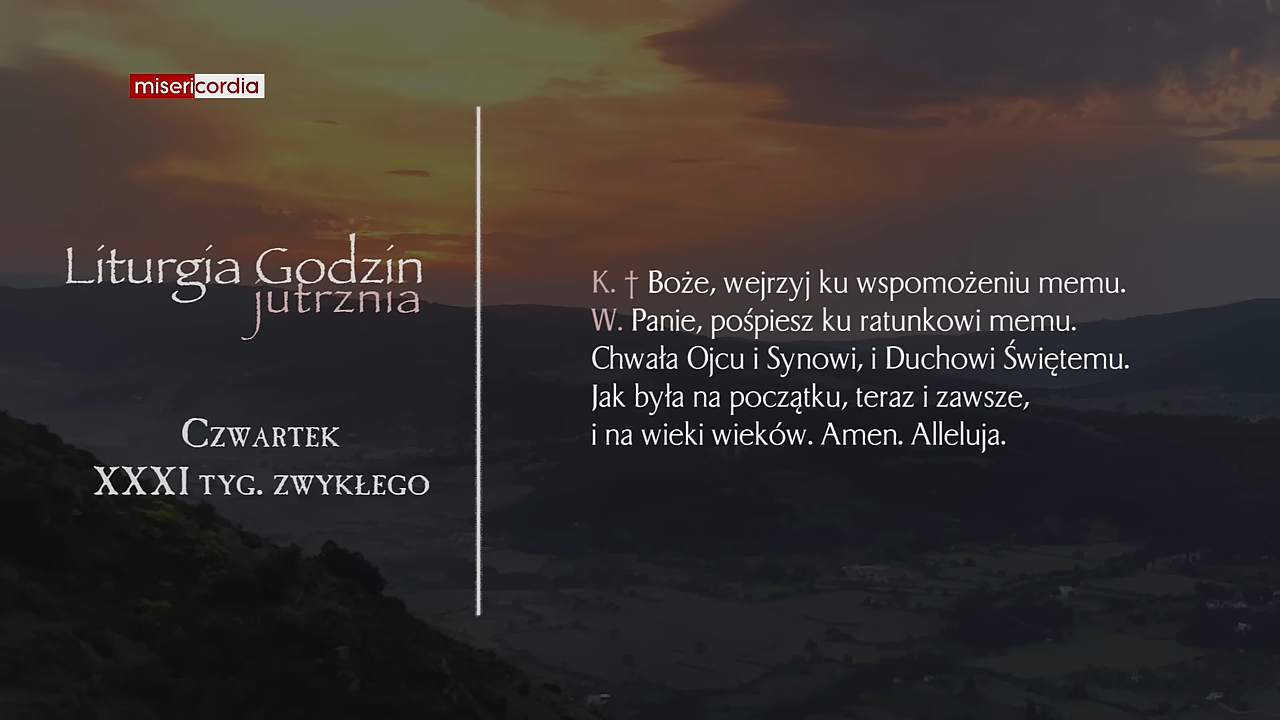 misericordia
Liturgia Godzin
jutrznia
Czwartek
XXXI tyg. zwykłego
K. † Boże, wejrzyj ku wspomożeniu memu.
W. Panie, pośpiesz ku ratunkowi memu.
Chwała Ojcu i Synowi, i Duchowi Świętemu.
Jak była na początku, teraz i zawsze,
i na wieki wieków. Amen. Alleluja.